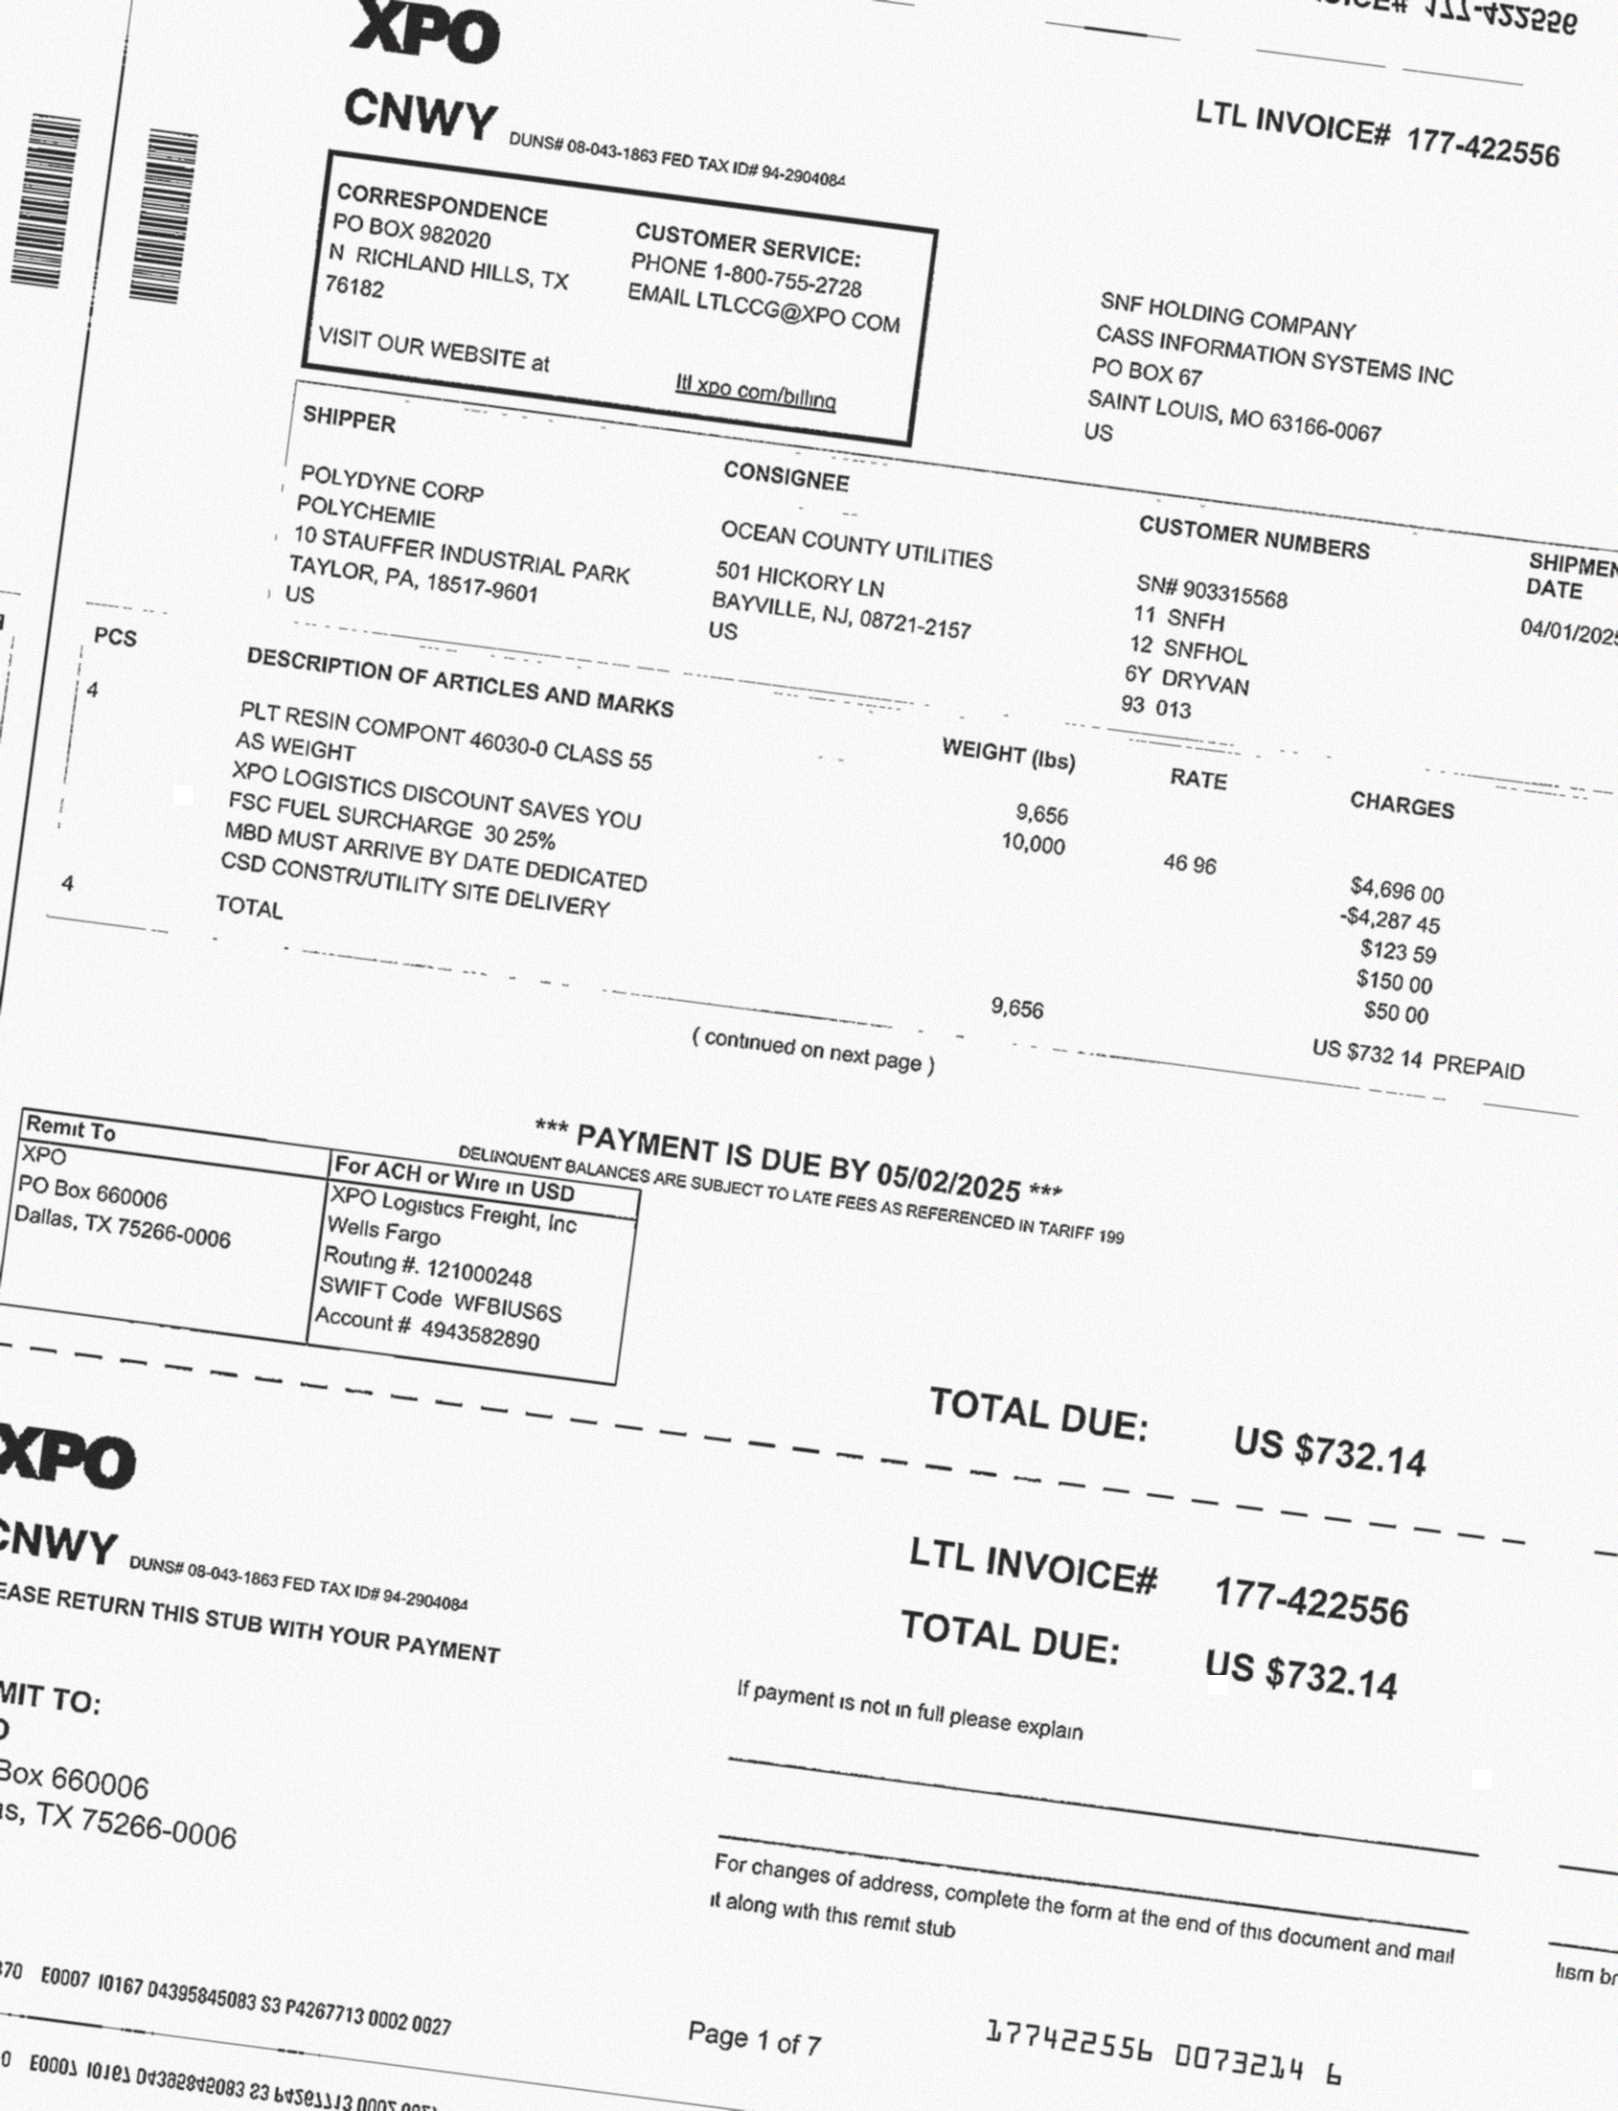 XPO
CNWY DUNS# 08-043-1863 FED TAX ID# 94-2904084
LTL INVOICE# 177-422556
CORRESPONDENCE
PO BOX 982020
N RICHLAND HILLS, TX
76182
VISIT OUR WEBSITE at
CUSTOMER SERVICE:
PHONE 1-800-755-2728
EMAIL LTLCCG@XPO COM
ltl xpo com/billing
SNF HOLDING COMPANY
CASS INFORMATION SYSTEMS INC
PO BOX 67
SAINT LOUIS, MO 63166-0067
US
SHIPPER
POLYDYNE CORP
POLYCHEMIE
10 STAUFFER INDUSTRIAL PARK
TAYLOR, PA, 18517-9601
US
CONSIGNEE
OCEAN COUNTY UTILITIES
501 HICKORY LN
BAYVILLE, NJ, 08721-2157
US
CUSTOMER NUMBERS
SN# 903315568
11 SNFH
12 SNFHOL
6Y DRYVAN
93 013
SHIPMEN
DATE
04/01/2025
PCS DESCRIPTION OF ARTICLES AND MARKS WEIGHT (lbs) RATE CHARGES
4 PLT RESIN COMPONT 46030-0 CLASS 55 9,656
AS WEIGHT 10,000 46 96 $4,696 00
XPO LOGISTICS DISCOUNT SAVES YOU -$4,287 45
FSC FUEL SURCHARGE 30 25% $123 59
MBD MUST ARRIVE BY DATE DEDICATED $150 00
CSD CONSTR/UTILITY SITE DELIVERY $50 00
4 TOTAL 9,656 US $732 14 PREPAID
( continued on next page )
*** PAYMENT IS DUE BY 05/02/2025 ***
DELINQUENT BALANCES ARE SUBJECT TO LATE FEES AS REFERENCED IN TARIFF 199
Remit To
XPO
PO Box 660006
Dallas, TX 75266-0006
For ACH or Wire in USD
XPO Logistics Freight, Inc
Wells Fargo
Routing #. 121000248
SWIFT Code WFBIUS6S
Account # 4943582890
TOTAL DUE: US $732.14
XPO
CNWY DUNS# 08-043-1863 FED TAX ID# 94-2904084
EASE RETURN THIS STUB WITH YOUR PAYMENT
LTL INVOICE# 177-422556
TOTAL DUE: US $732.14
MIT TO:
O
Box 660006
as, TX 75266-0006
If payment is not in full please explain
For changes of address, complete the form at the end of this document and mail
it along with this remit stub
370 E0007 I0167 D4395845083 S3 P4267713 0002 0027
Page 1 of 7
177422556 0073214 6